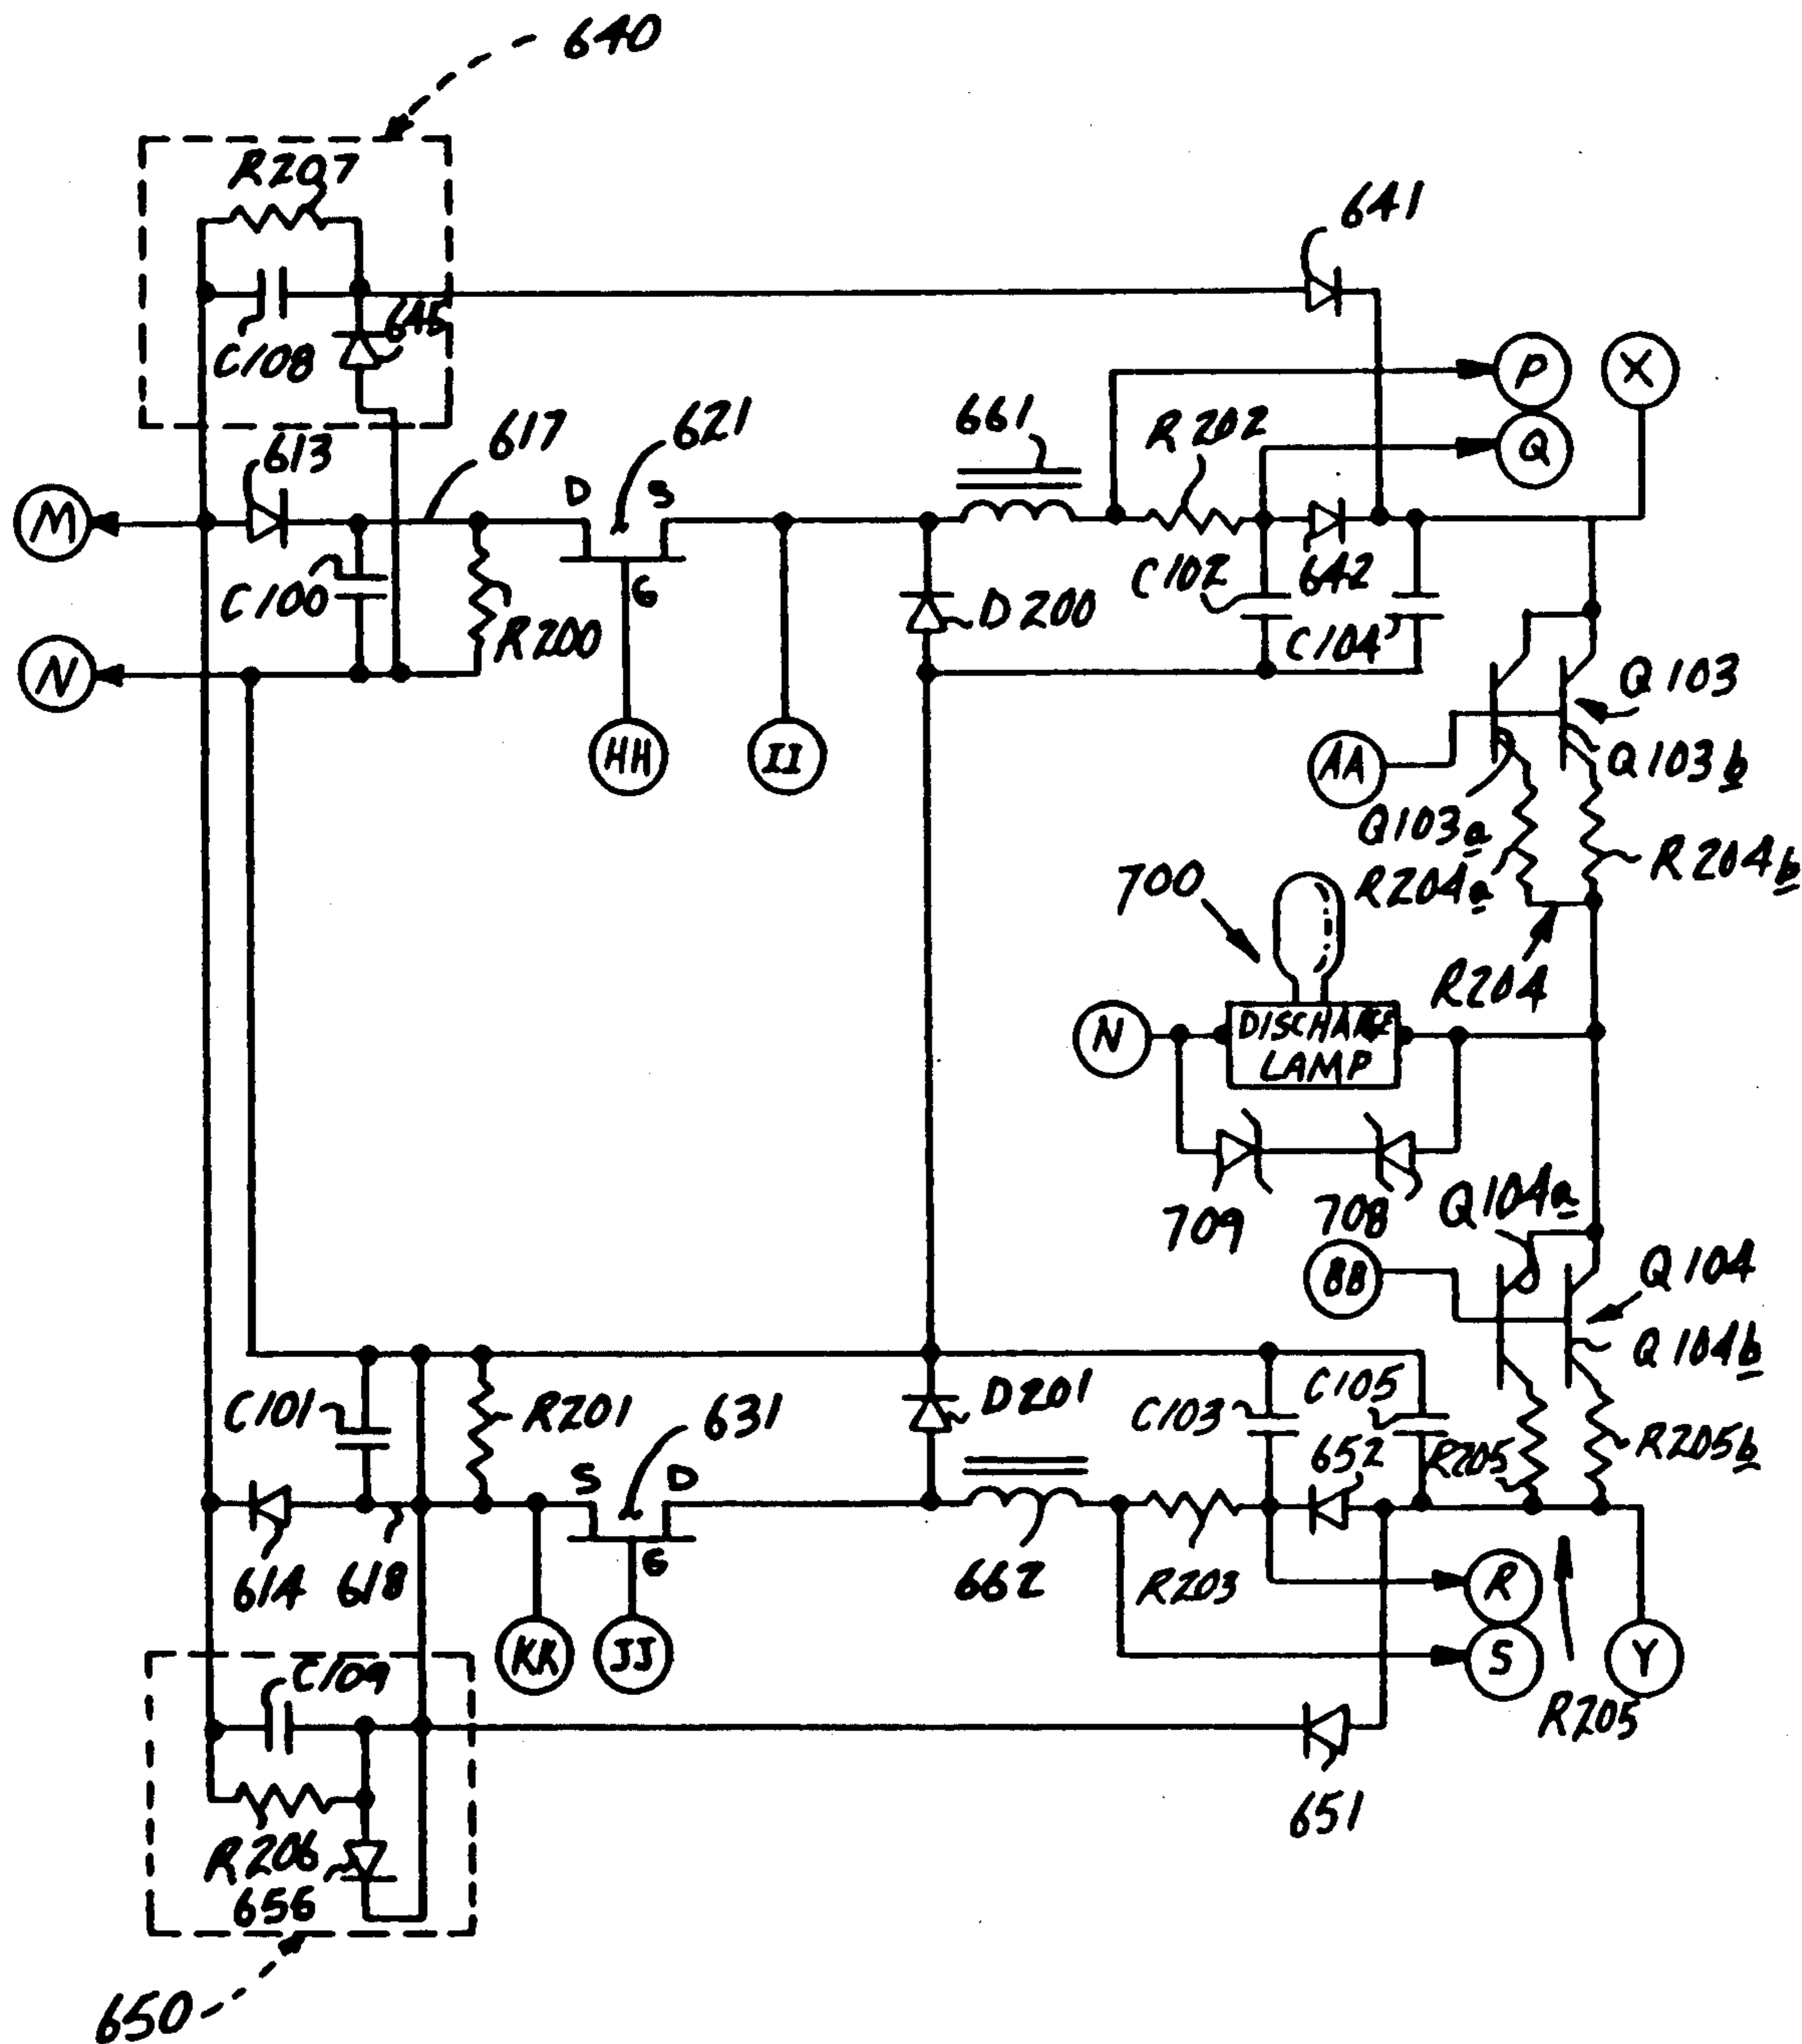 640
R207
641
C108
646
P
X
613
617
621
661
R202
Q
D
S
M
C100
G
C102
642
R200
D200
C104
N
Q103
HH
II
AA
Q103b
Q103a
700
R204a
R204b
R204
N
DISCHARGE
LAMP
709
708
Q104a
BB
Q104
Q104b
C101
R201
631
D201
C103
C105
652
R205
R205b
S
D
G
614
618
662
R203
R
KK
JJ
S
Y
C109
R205
651
R206
656
650